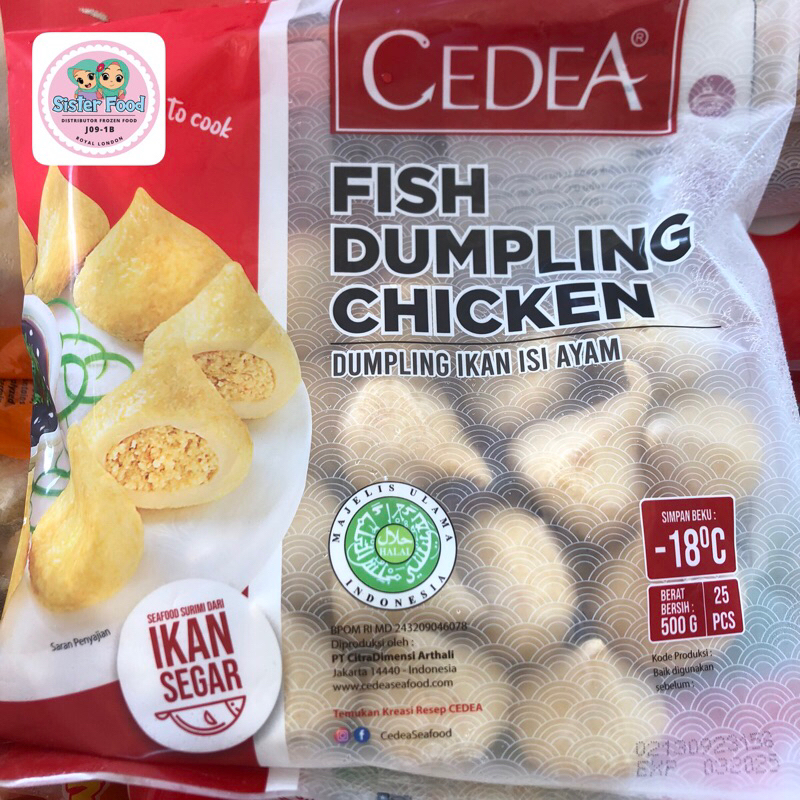 Sister Food
DISTRIBUTOR FROZEN FOOD
J09-1B
ROYAL LONDON
to cook
CEDEA®
FISH
DUMPLING
CHICKEN
DUMPLING IKAN ISI AYAM
MAJELIS ULAMA
حلال
HALAL
INDONESIA
SIMPAN BEKU :
-18°C
BERAT
BERSIH :
500 G
25
PCS
SEAFOOD SURIMI DARI
IKAN
SEGAR
Saran Penyajian
BPOM RI MD 243209046078
Diproduksi oleh :
PT CitraDimensi Arthali
Jakarta 14440 - Indonesia
www.cedeaseafood.com
Temukan Kreasi Resep CEDEA
CedeaSeafood
Kode Produksi :
Baik digunakan
sebelum :
EXP 032025